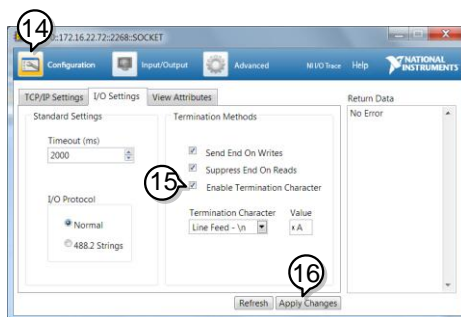 14
::172.16.22.72::2268::SOCKET
Configuration Input/Output Advanced NI I/O Trace Help NATIONAL INSTRUMENTS
TCP/IP Settings I/O Settings View Attributes Return Data
Standard Settings Termination Methods No Error
Timeout (ms)
2000
Send End On Writes
Suppress End On Reads
15 Enable Termination Character
I/O Protocol
Termination Character Value
Normal Line Feed - \n xA
488.2 Strings
16
Refresh Apply Changes